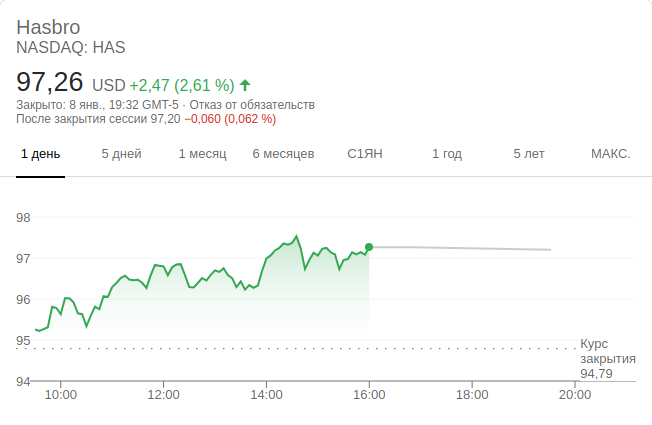 Hasbro
NASDAQ: HAS
97,26 USD +2,47 (2,61 %)
Закрыто: 8 янв., 19:32 GMT-5 · Отказ от обязательств
После закрытия сессии 97,20 −0,060 (0,062 %)
1 день 5 дней 1 месяц 6 месяцев С1ЯН 1 год 5 лет МАКС.
98
97
96
95
Курс
закрытия
94,79
94
10:00 12:00 14:00 16:00 18:00 20:00